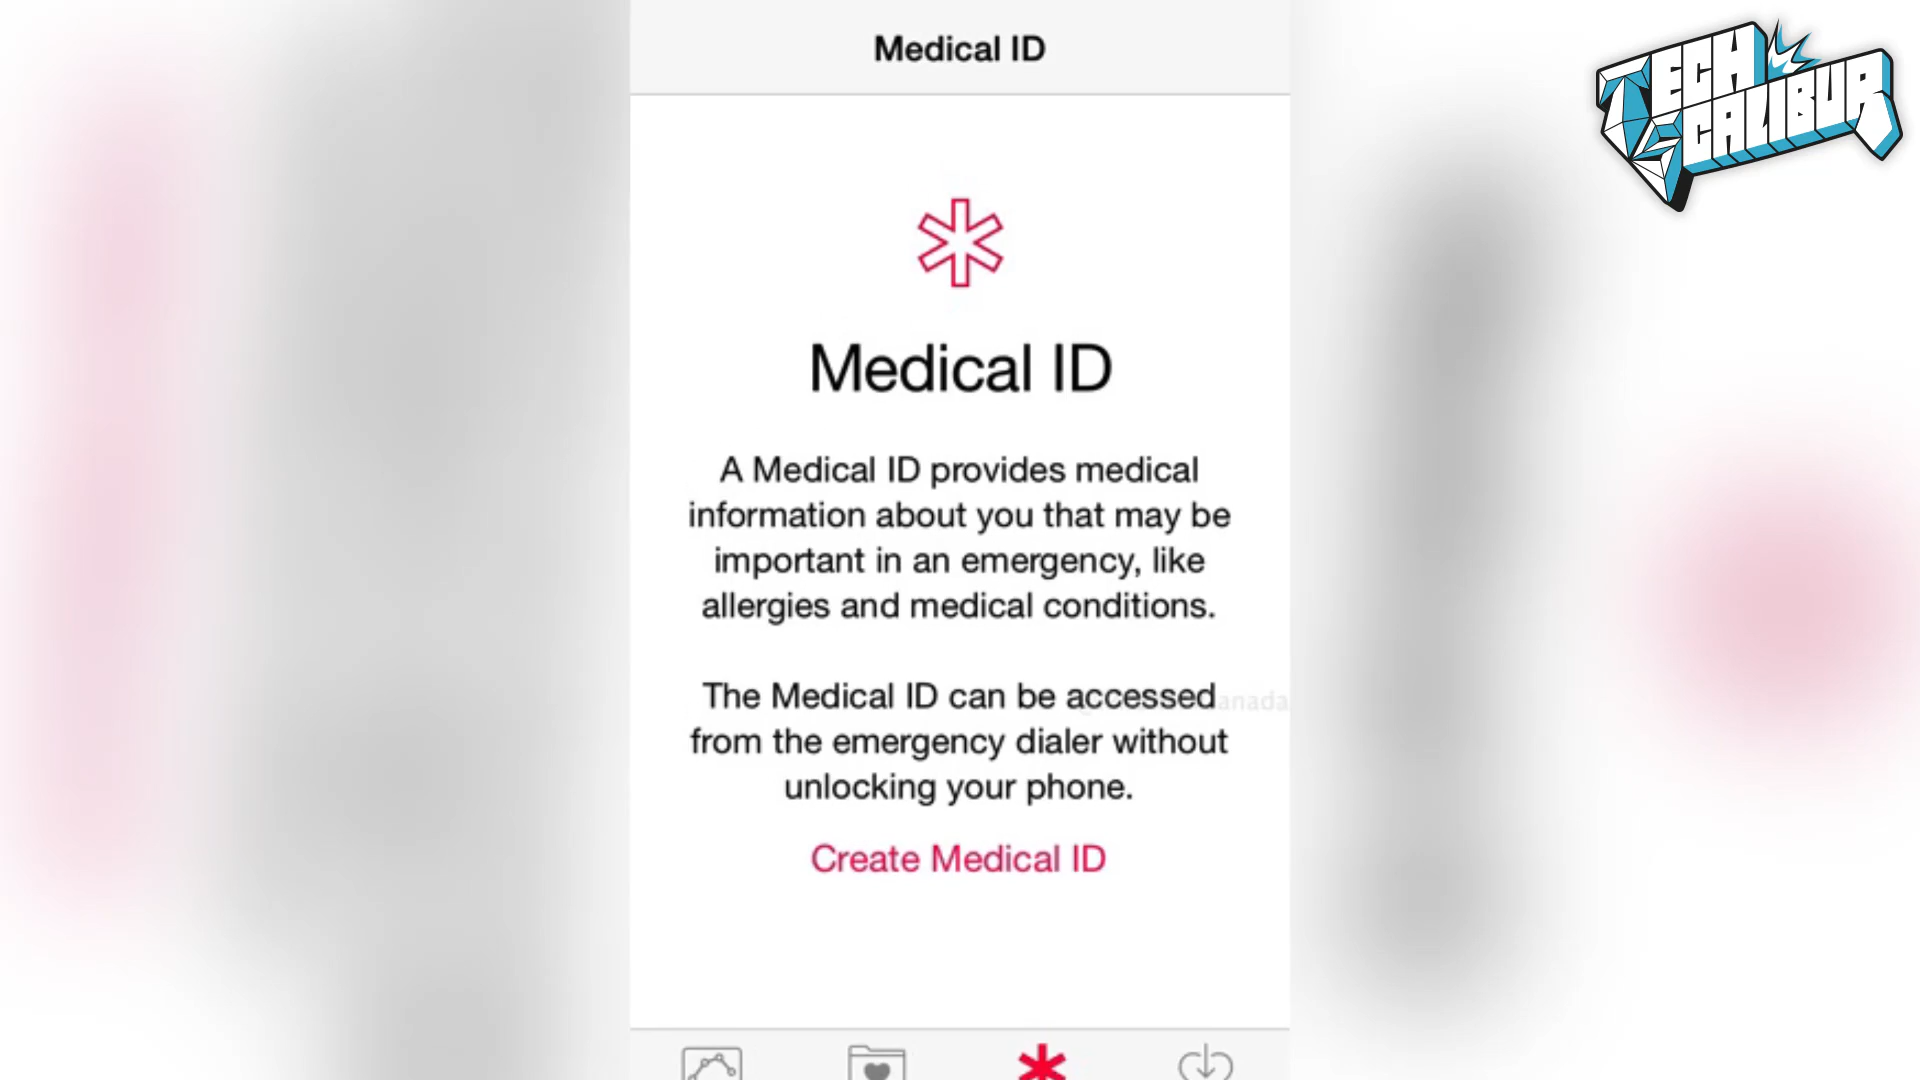 Medical ID
TECH
CALIBUR
Medical ID
A Medical ID provides medical
information about you that may be
important in an emergency, like
allergies and medical conditions.
The Medical ID can be accessed
from the emergency dialer without
unlocking your phone.
Create Medical ID